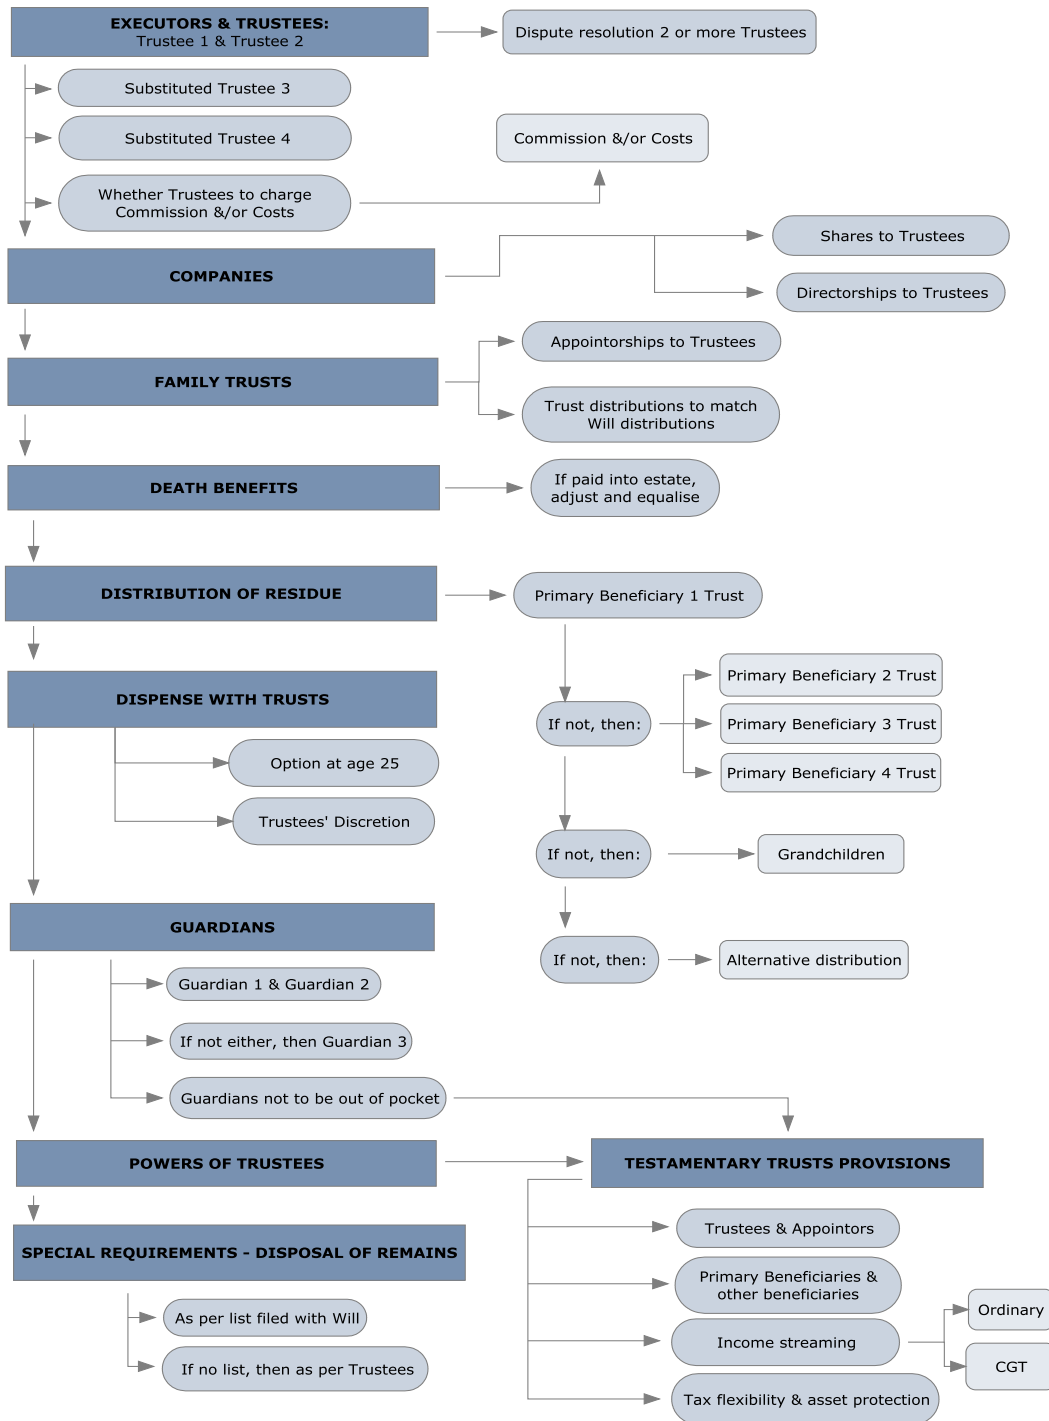 EXECUTORS & TRUSTEES:
Trustee 1 & Trustee 2
Dispute resolution 2 or more Trustees
Substituted Trustee 3
Substituted Trustee 4
Commission &/or Costs
Whether Trustees to charge
Commission &/or Costs
Shares to Trustees
COMPANIES
Directorships to Trustees
Appointorships to Trustees
FAMILY TRUSTS
Trust distributions to match
Will distributions
DEATH BENEFITS
If paid into estate,
adjust and equalise
DISTRIBUTION OF RESIDUE
Primary Beneficiary 1 Trust
DISPENSE WITH TRUSTS
Primary Beneficiary 2 Trust
If not, then:
Primary Beneficiary 3 Trust
Primary Beneficiary 4 Trust
Option at age 25
Trustees' Discretion
If not, then:
Grandchildren
GUARDIANS
If not, then:
Alternative distribution
Guardian 1 & Guardian 2
If not either, then Guardian 3
Guardians not to be out of pocket
POWERS OF TRUSTEES
TESTAMENTARY TRUSTS PROVISIONS
Trustees & Appointors
SPECIAL REQUIREMENTS - DISPOSAL OF REMAINS
Primary Beneficiaries &
other beneficiaries
As per list filed with Will
Ordinary
Income streaming
If no list, then as per Trustees
CGT
Tax flexibility & asset protection